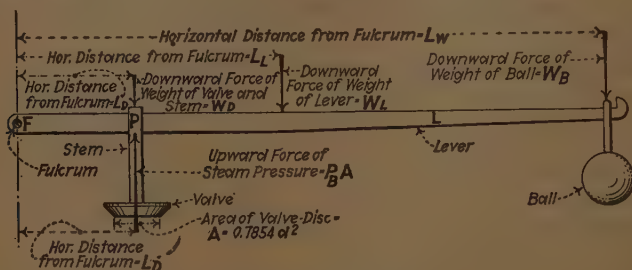 Horizontal Distance from Fulcrum=LW
Hor. Distance from Fulcrum=LL
Downward Force of
Weight of Ball=WB
Hor. Distance
from Fulcrum=LD
Downward Force of
Weight of Valve and
Stem=WD
Downward
Force of Weight
of Lever=WL
F
P
L
Fulcrum
Stem
Lever
Upward Force of
Steam Pressure=PBA
Valve
Ball
Area of Valve-Disc=
A=0.7854 d²
Hor. Distance
from Fulcrum=LD